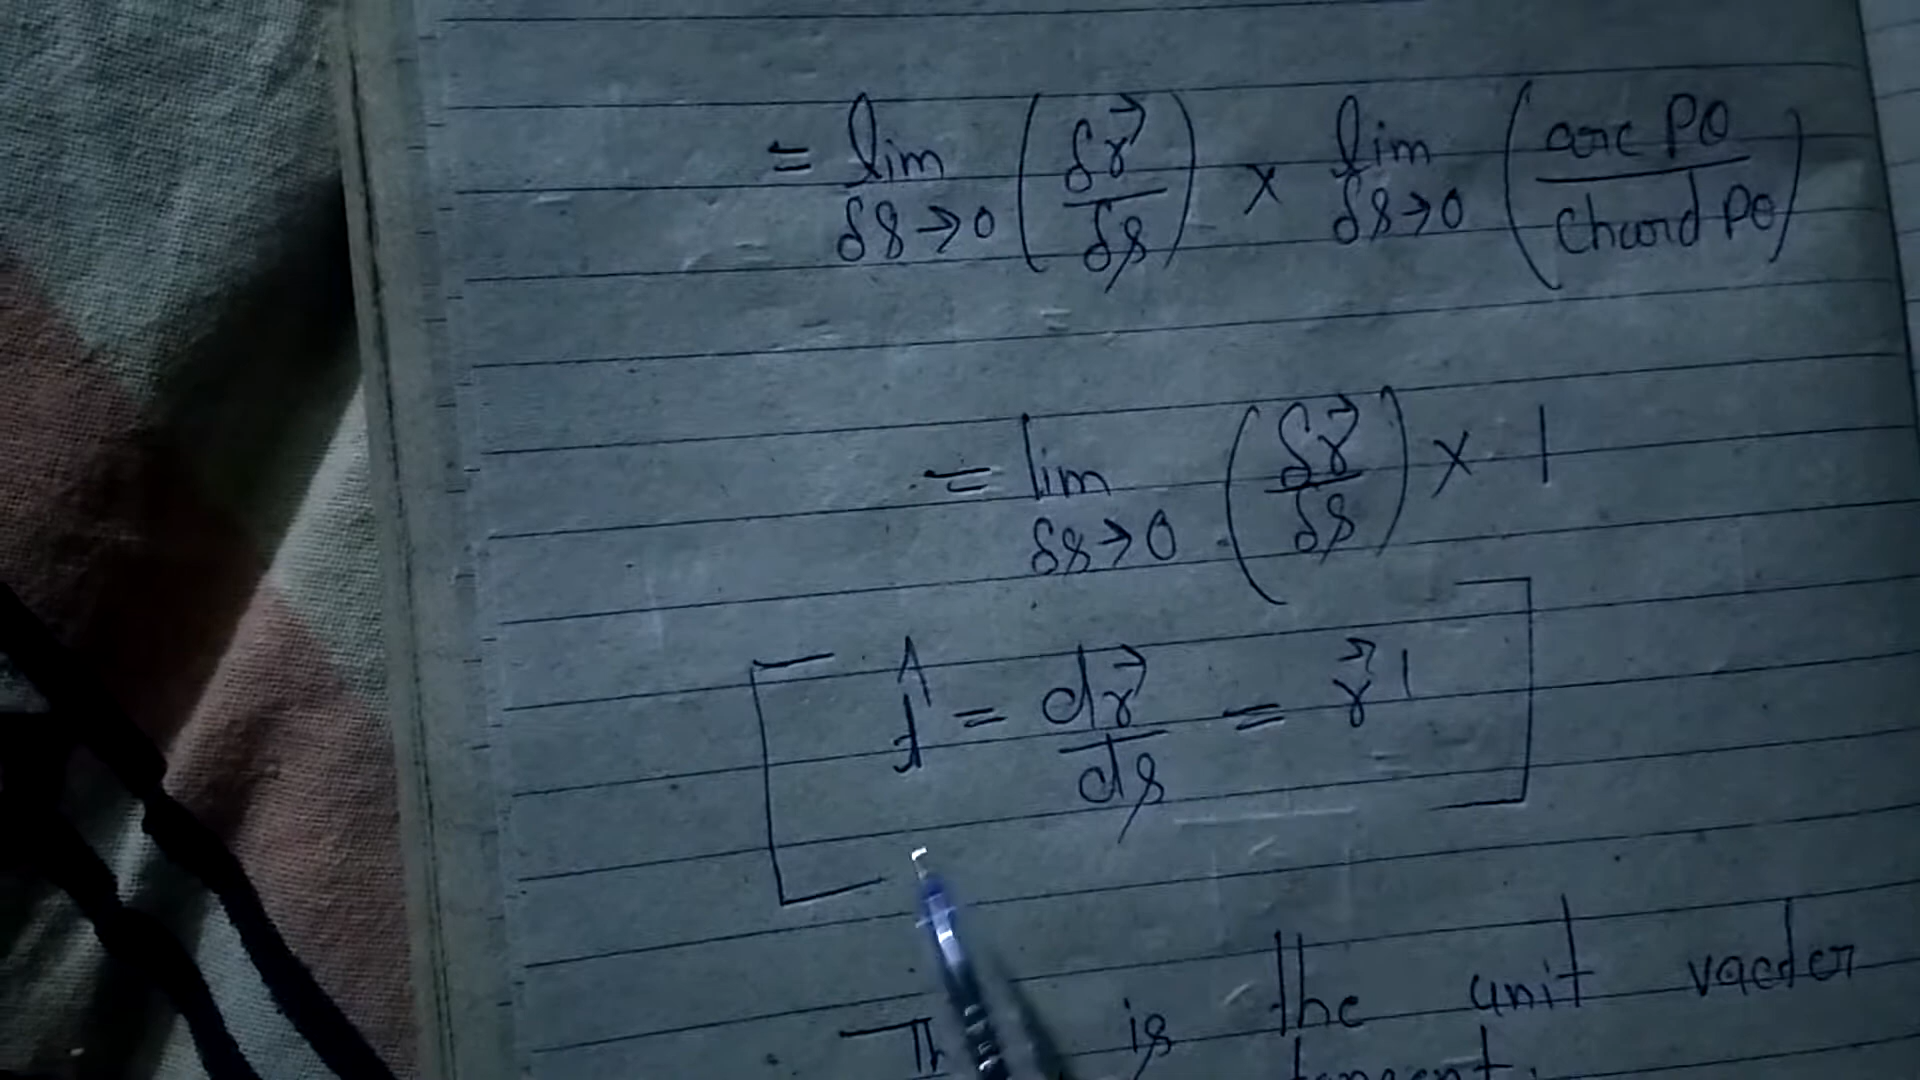 = lim δs→0 (δr⃗/δs) × lim δs→0 (arc PQ/chord PQ)
= lim δs→0 (δr⃗/δs) × 1
t̂ = dr⃗/ds = r⃗'
is the unit
tangent.